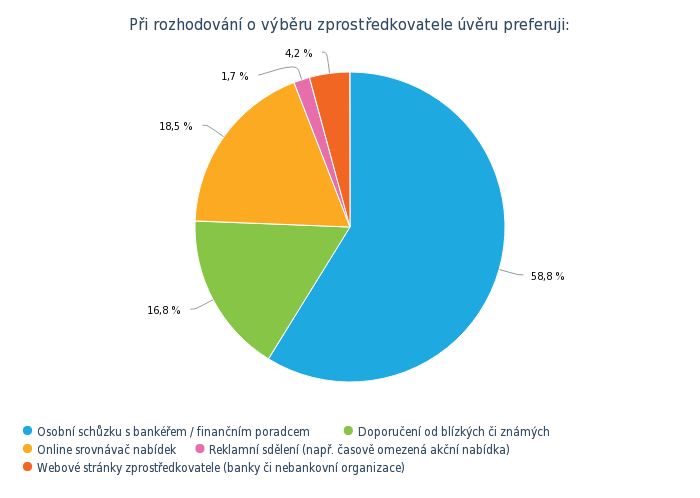 Při rozhodování o výběru zprostředkovatele úvěru preferuji:
4,2 %
1,7 %
18,5 %
58,8 %
16,8 %
Osobní schůzku s bankéřem / finančním poradcem Doporučení od blízkých či známých
Online srovnávač nabídek Reklamní sdělení (např. časově omezená akční nabídka)
Webové stránky zprostředkovatele (banky či nebankovní organizace)